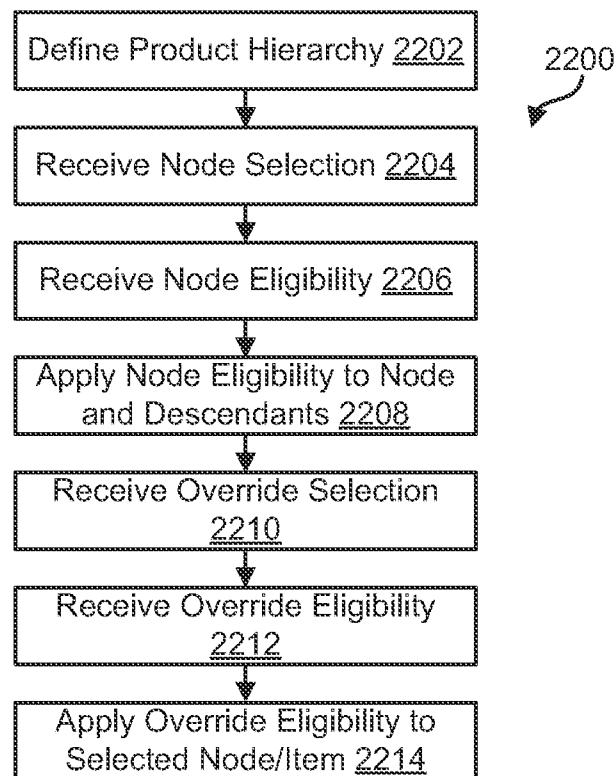 Define Product Hierarchy 2202
2200
Receive Node Selection 2204
Receive Node Eligibility 2206
Apply Node Eligibility to Node
and Descendants 2208
Receive Override Selection
2210
Receive Override Eligibility
2212
Apply Override Eligibility to
Selected Node/Item 2214